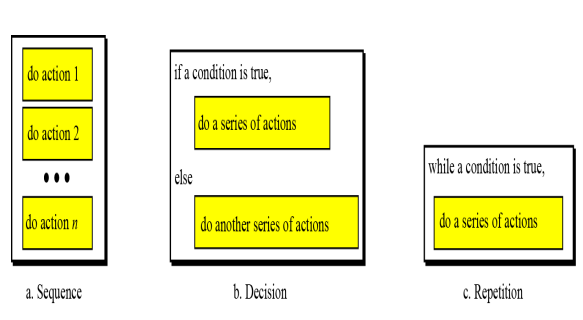 do action 1
do action 2
• • •
do action n
a. Sequence
if a condition is true,
do a series of actions
else
do another series of actions
b. Decision
while a condition is true,
do a series of actions
c. Repetition